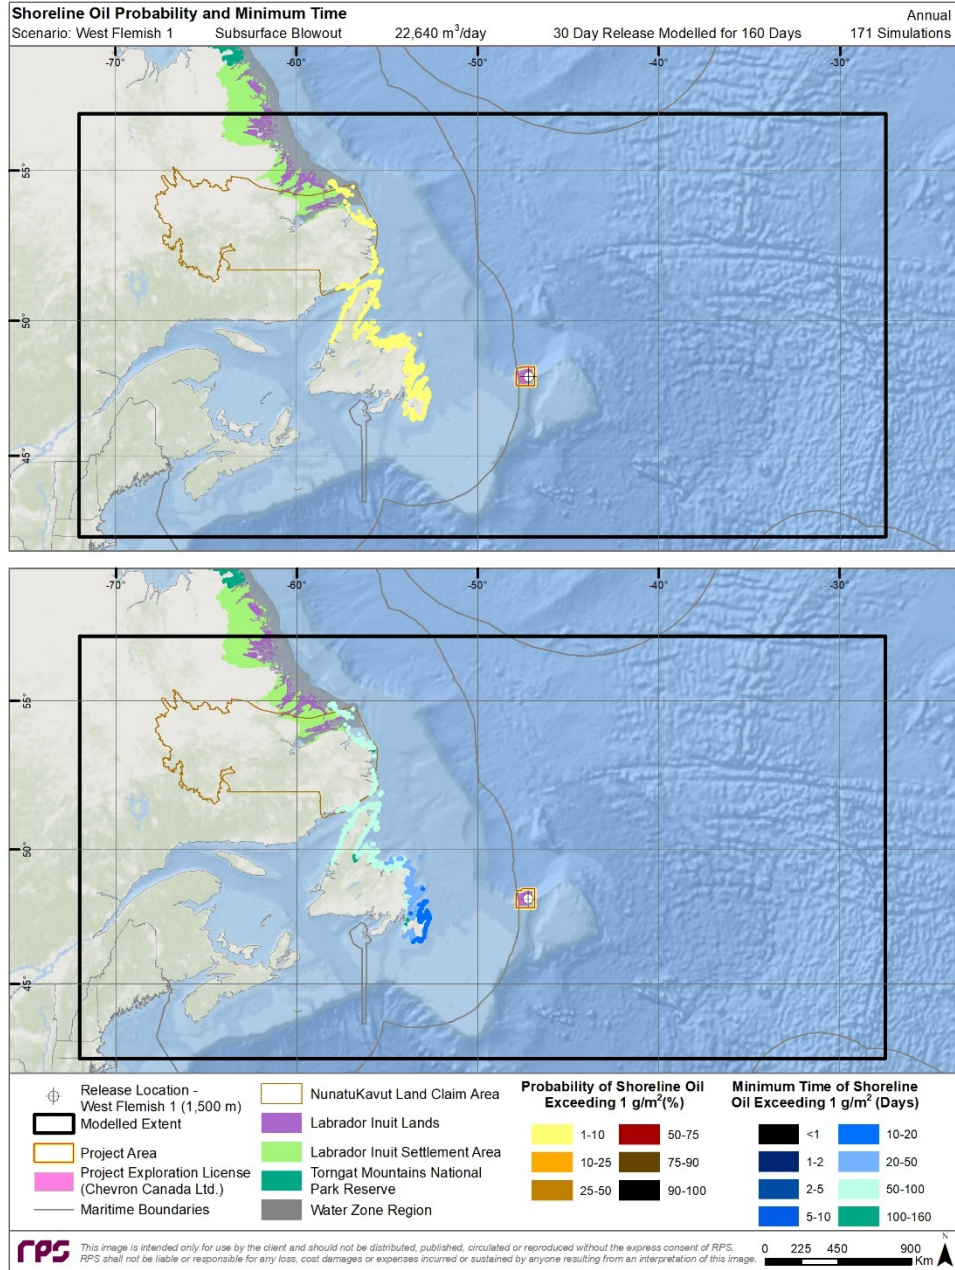 Shoreline Oil Probability and Minimum Time
Annual
Scenario: West Flemish 1 Subsurface Blowout 22,640 m³/day 30 Day Release Modelled for 160 Days 171 Simulations
-70° -60° -50° -40° -30°
55°
50°
45°
-70° -60° -50° -40° -30°
55°
50°
45°
Release Location -
West Flemish 1 (1,500 m)
Modelled Extent
Project Area
Project Exploration License
(Chevron Canada Ltd.)
Maritime Boundaries
NunatuKavut Land Claim Area
Labrador Inuit Lands
Labrador Inuit Settlement Area
Torngat Mountains National
Park Reserve
Water Zone Region
Probability of Shoreline Oil
Exceeding 1 g/m²(%)
1-10 50-75
10-25 75-90
25-50 90-100
Minimum Time of Shoreline
Oil Exceeding 1 g/m² (Days)
<1 10-20
1-2 20-50
2-5 50-100
5-10 100-160
rps
This image is intended only for use by the client and should not be distributed, published, circulated or reproduced without the express consent of RPS.
RPS shall not be liable or responsible for any loss, cost damages or expenses incurred or sustained by anyone resulting from an interpretation of this image.
0 225 450 900
Km
N